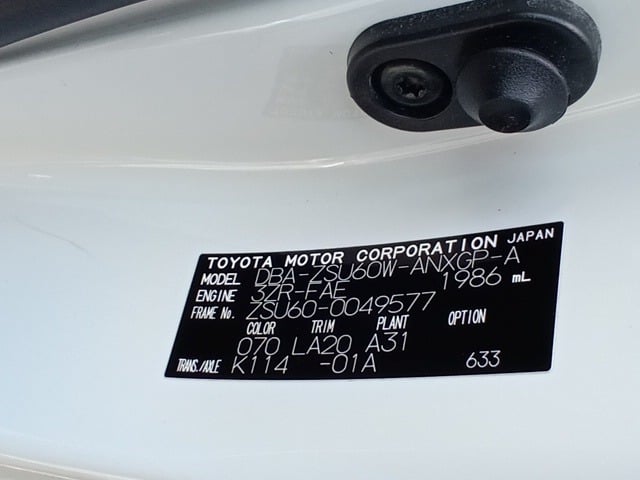 TOYOTA MOTOR CORPORATION JAPAN
MODEL DBA-ZSU60W-ANXGP-A
ENGINE 3ZR-FAE 1986 mL
FRAME No. ZSU60-0049577
COLOR TRIM PLANT OPTION
070 LA20 A31
TRANS./AXLE K114 -01A 633